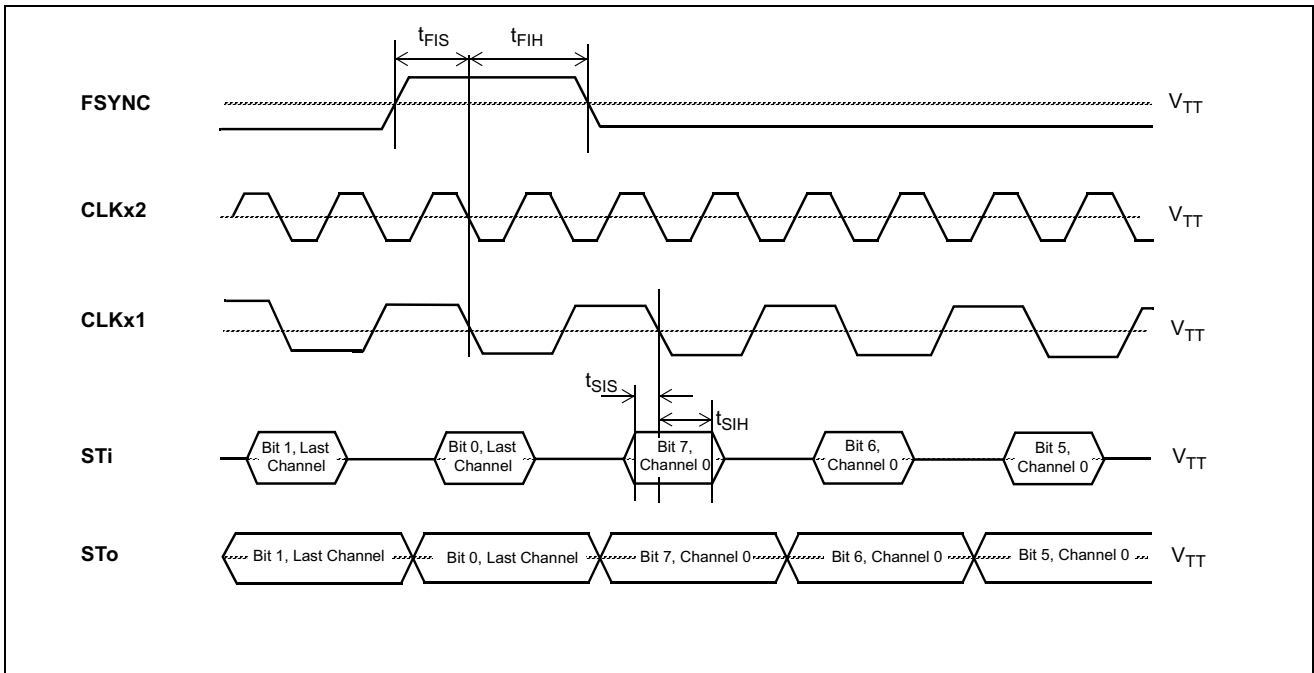 tFIS
tFIH
FSYNC
VTT
CLKx2
VTT
CLKx1
VTT
tSIS
tSIH
STi
Bit 1, Last
Channel
Bit 0, Last
Channel
Bit 7,
Channel 0
Bit 6,
Channel 0
Bit 5,
Channel 0
VTT
STo
Bit 1, Last Channel
Bit 0, Last Channel
Bit 7, Channel 0
Bit 6, Channel 0
Bit 5, Channel 0
VTT